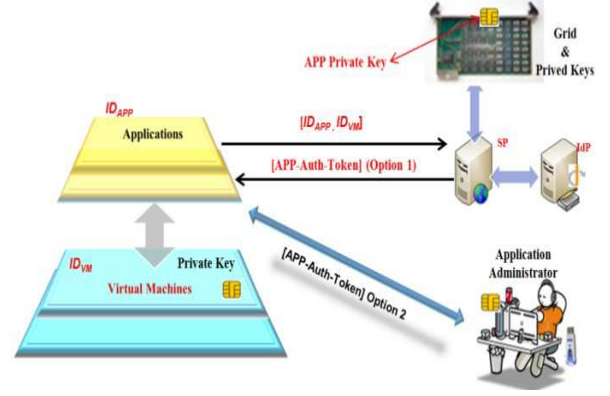 Grid
&
Prived Keys
APP Private Key
ID_APP
Applications
[ID_APP, ID_VM]
SP
IdP
[APP-Auth-Token] (Option 1)
ID_VM
Private Key
Virtual Machines
[APP-Auth-Token] Option 2
Application
Administrator